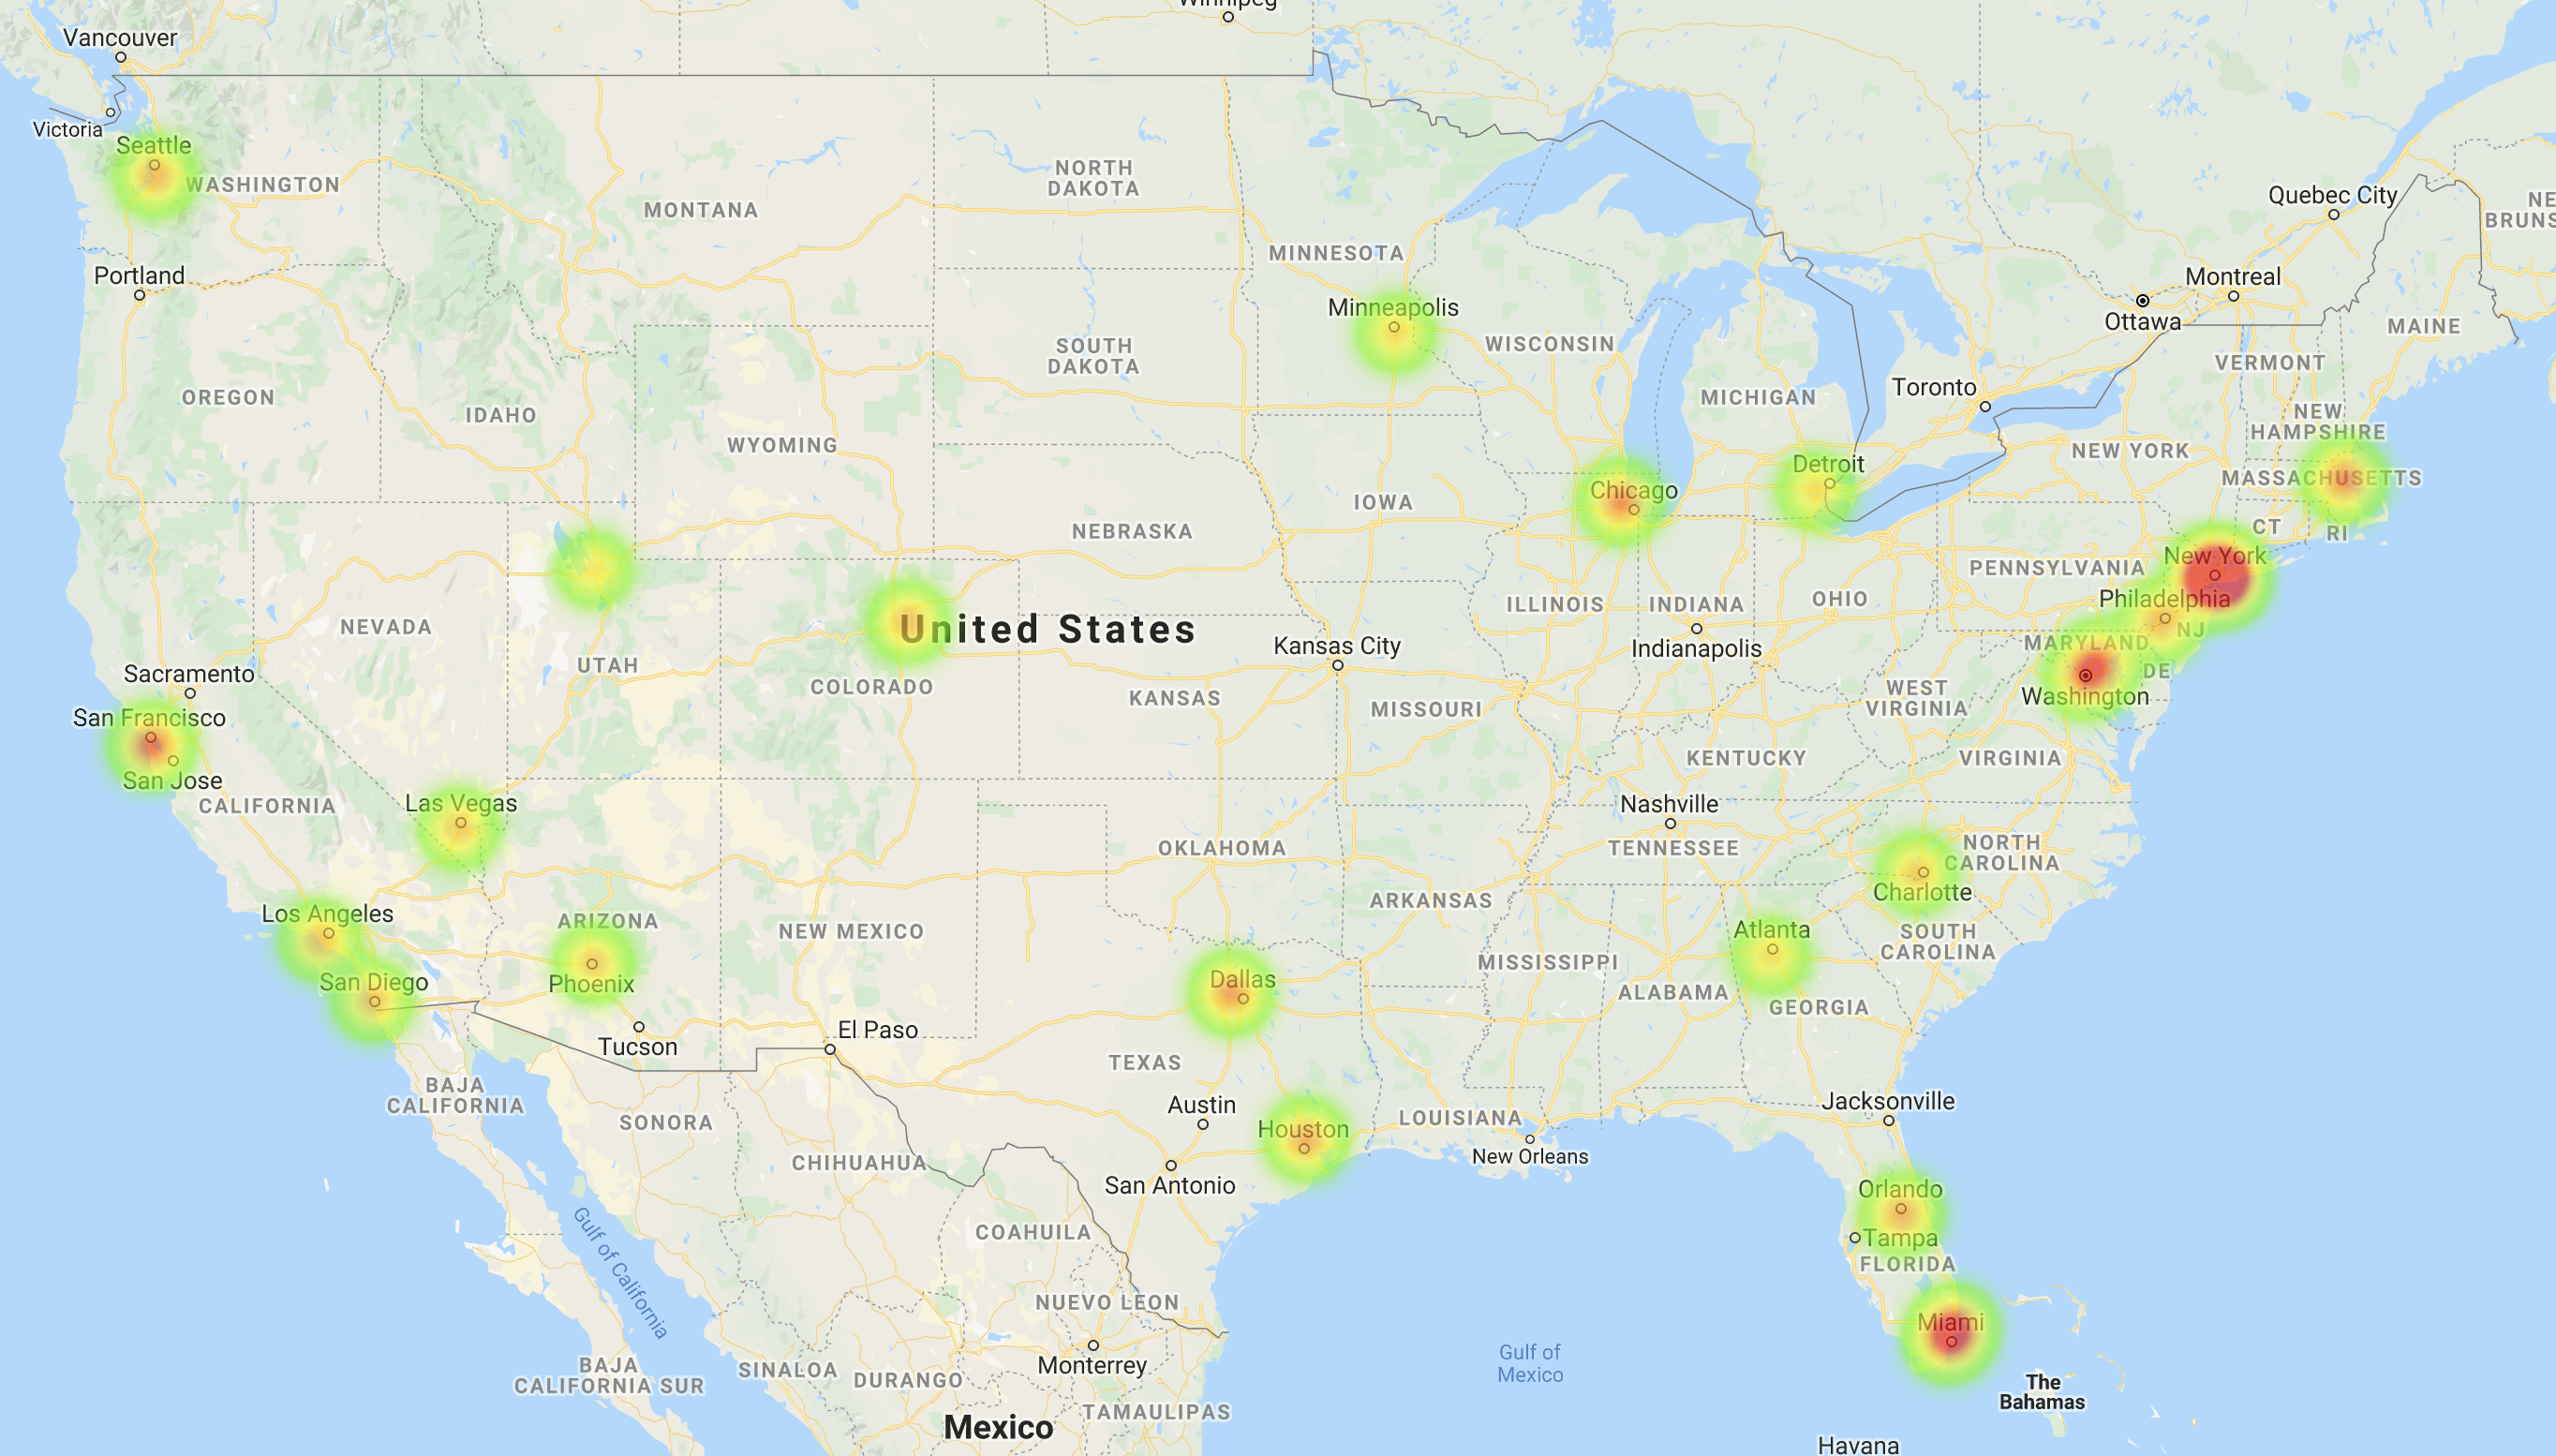 Winnipeg
Vancouver
Victoria
Seattle
WASHINGTON
NORTH
DAKOTA
MONTANA
Quebec City
NE
BRUNS
MINNESOTA
Portland
Montreal
Ottawa
Minneapolis
MAINE
SOUTH
DAKOTA
WISCONSIN
VERMONT
OREGON
IDAHO
MICHIGAN
Toronto
NEW
HAMPSHIRE
WYOMING
NEW YORK
Detroit
MASSACHUSETTS
Chicago
IOWA
NEBRASKA
CT
RI
New York
PENNSYLVANIA
Philadelphia
ILLINOIS
INDIANA
OHIO
NEVADA
United States
NJ
Kansas City
Indianapolis
MARYLAND
UTAH
DE
Sacramento
COLORADO
KANSAS
WEST
VIRGINIA
Washington
MISSOURI
San Francisco
KENTUCKY
VIRGINIA
San Jose
CALIFORNIA
Las Vegas
Nashville
OKLAHOMA
TENNESSEE
NORTH
CAROLINA
Charlotte
ARKANSAS
Los Angeles
ARIZONA
NEW MEXICO
Atlanta
SOUTH
CAROLINA
MISSISSIPPI
San Diego
Phoenix
Dallas
ALABAMA
GEORGIA
El Paso
Tucson
TEXAS
BAJA
CALIFORNIA
Austin
Jacksonville
SONORA
LOUISIANA
Houston
New Orleans
CHIHUAHUA
San Antonio
Orlando
Gulf of California
COAHUILA
Tampa
FLORIDA
NUEVO LEON
Miami
Gulf of
Mexico
BAJA
CALIFORNIA SUR
SINALOA
DURANGO
Monterrey
The
Bahamas
TAMAULIPAS
Mexico
Havana